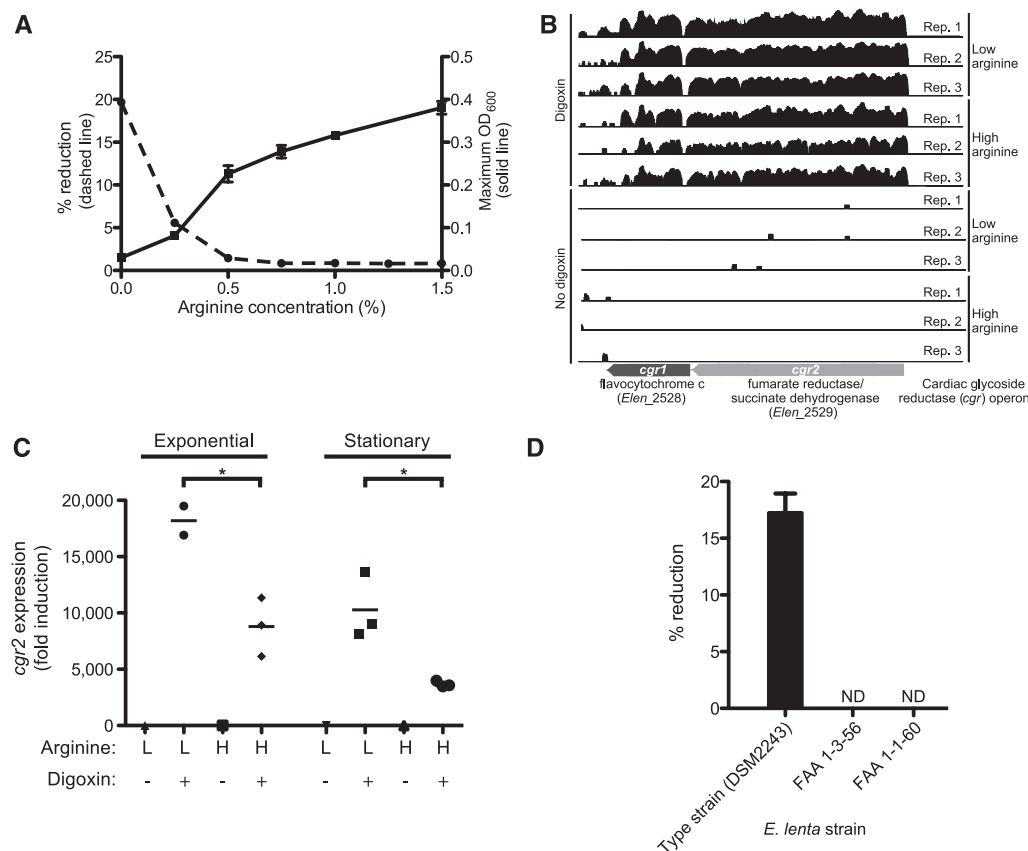 A
% reduction
(dashed line)
25
20
15
10
5
0
0.5
0.4
0.3
0.2
0.1
0.0
Maximum OD600
(solid line)
0.0
0.5
1.0
1.5
Arginine concentration (%)
B
Digoxin
No digoxin
Rep. 1
Rep. 2
Rep. 3
Low
arginine
Rep. 1
Rep. 2
Rep. 3
High
arginine
Rep. 1
Rep. 2
Rep. 3
Low
arginine
Rep. 1
Rep. 2
Rep. 3
High
arginine
cgr1
cgr2
flavocytochrome c
(Elen_2528)
fumarate reductase/
succinate dehydrogenase
(Elen_2529)
Cardiac glycoside
reductase (cgr) operon
C
Exponential
Stationary
*
*
cgr2 expression
(fold induction)
20,000
15,000
10,000
5,000
0
Arginine: L L H H L L H H
Digoxin: - + - + - + - +
D
% reduction
20
15
10
5
0
ND
ND
Type strain (DSM2243)
FAA 1-3-56
FAA 1-1-60
E. lenta strain